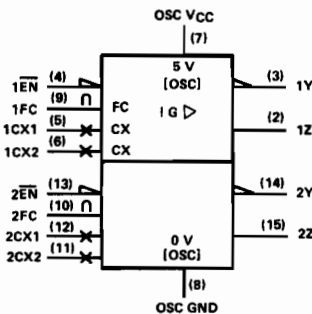 OSC VCC
(7)
5 V
[OSC]
1EN (4) (3) 1Y
1FC (9) ∩ FC ! G ▷
1CX1 (5) CX (2) 1Z
1CX2 (6) CX
2EN (13) (14) 2Y
2FC (10) ∩
2CX1 (12) (15) 2Z
2CX2 (11)
0 V
[OSC]
(8)
OSC GND